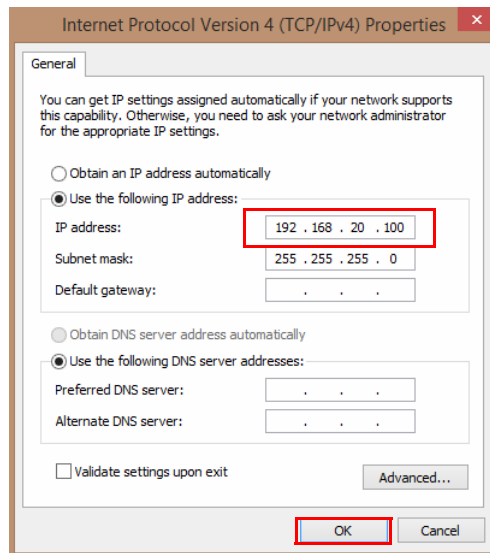 Internet Protocol Version 4 (TCP/IPv4) Properties
General
You can get IP settings assigned automatically if your network supports
this capability. Otherwise, you need to ask your network administrator
for the appropriate IP settings.
Obtain an IP address automatically
Use the following IP address:
IP address: 192 . 168 . 20 . 100
Subnet mask: 255 . 255 . 255 . 0
Default gateway: . . .
Obtain DNS server address automatically
Use the following DNS server addresses:
Preferred DNS server: . . .
Alternate DNS server: . . .
Validate settings upon exit
Advanced...
OK Cancel